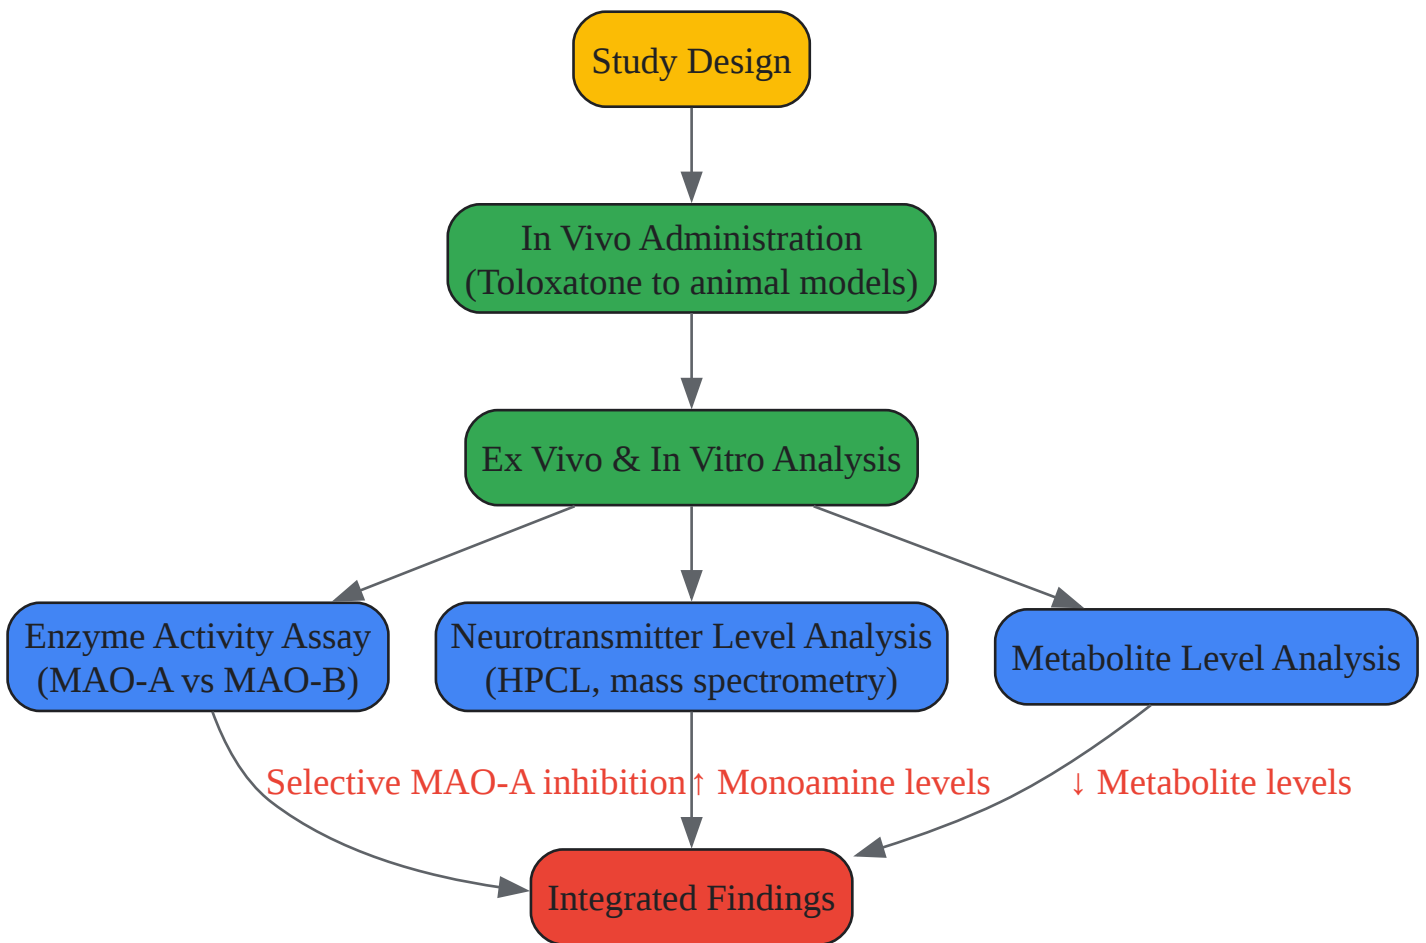 Study Design
In Vivo Administration
(Toloxatone to animal models)
Ex Vivo & In Vitro Analysis
Enzyme Activity Assay
(MAO-A vs MAO-B)
Neurotransmitter Level Analysis
(HPCL, mass spectrometry)
Metabolite Level Analysis
Selective MAO-A inhibition
↑ Monoamine levels
↓ Metabolite levels
Integrated Findings